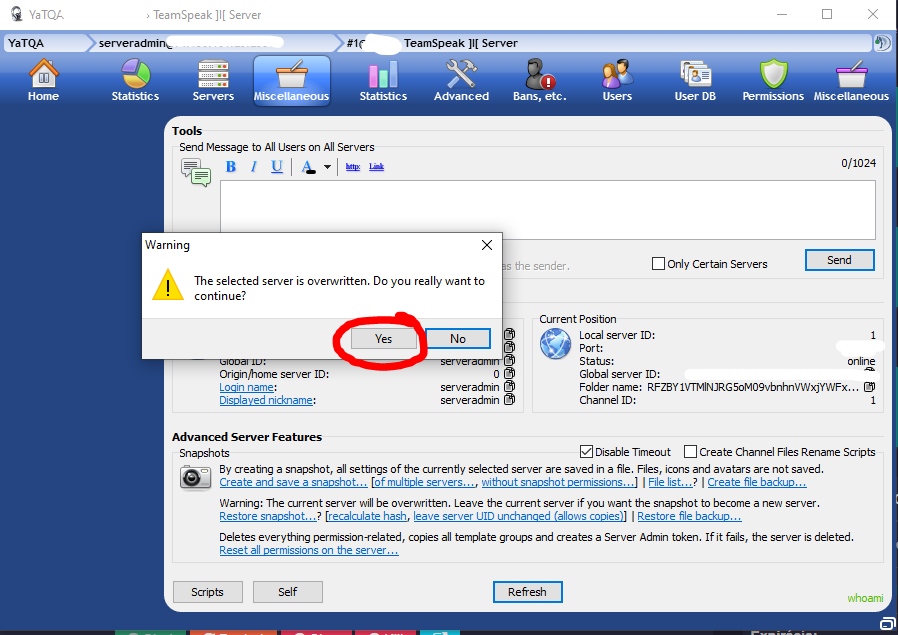 YaTQA › TeamSpeak ]I[ Server
YaTQA serveradmin@ #1@ TeamSpeak ]I[ Server
Home Statistics Servers Miscellaneous Statistics Advanced Bans, etc. Users User DB Permissions Miscellaneous
Tools
Send Message to All Users on All Servers
B I U A http: Link 0/1024
as the sender. Only Certain Servers Send
Warning
The selected server is overwritten. Do you really want to
continue?
Yes No
Global ID: serveradmin
Origin/home server ID: 0
Login name: serveradmin
Displayed nickname: serveradmin
Current Position
Local server ID: 1
Port:
Status: online
Global server ID:
Folder name: RFZBY1VTMlNJRG5oM09vbnhnVWxjYWFx...
Channel ID: 1
Advanced Server Features
Snapshots Disable Timeout Create Channel Files Rename Scripts
By creating a snapshot, all settings of the currently selected server are saved in a file. Files, icons and avatars are not saved.
Create and save a snapshot... [of multiple servers..., without snapshot permissions...] | File list...? | Create file backup...
Warning: The current server will be overwritten. Leave the current server if you want the snapshot to become a new server.
Restore snapshot...? [recalculate hash, leave server UID unchanged (allows copies)] | Restore file backup...
Deletes everything permission-related, copies all template groups and creates a Server Admin token. If it fails, the server is deleted.
Reset all permissions on the server...
Scripts Self Refresh whoami